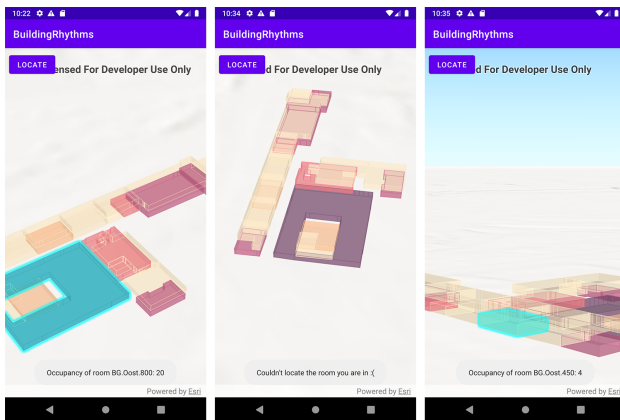 10:22
BuildingRhythms
LOCATE
ensed For Developer Use Only
Occupancy of room BG.Oost.800: 20
Powered by Esri
10:34
BuildingRhythms
LOCATE
d For Developer Use Only
Couldn't locate the room you are in :(
Powered by Esri
10:35
BuildingRhythms
LOCATE
d For Developer Use Only
Occupancy of room BG.Oost.450: 4
Powered by Esri